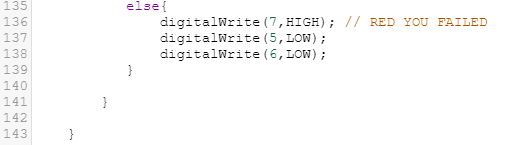 135 else{
136 digitalWrite(7,HIGH); // RED YOU FAILED
137 digitalWrite(5,LOW);
138 digitalWrite(6,LOW);
139 }
140
141 }
142
143 }